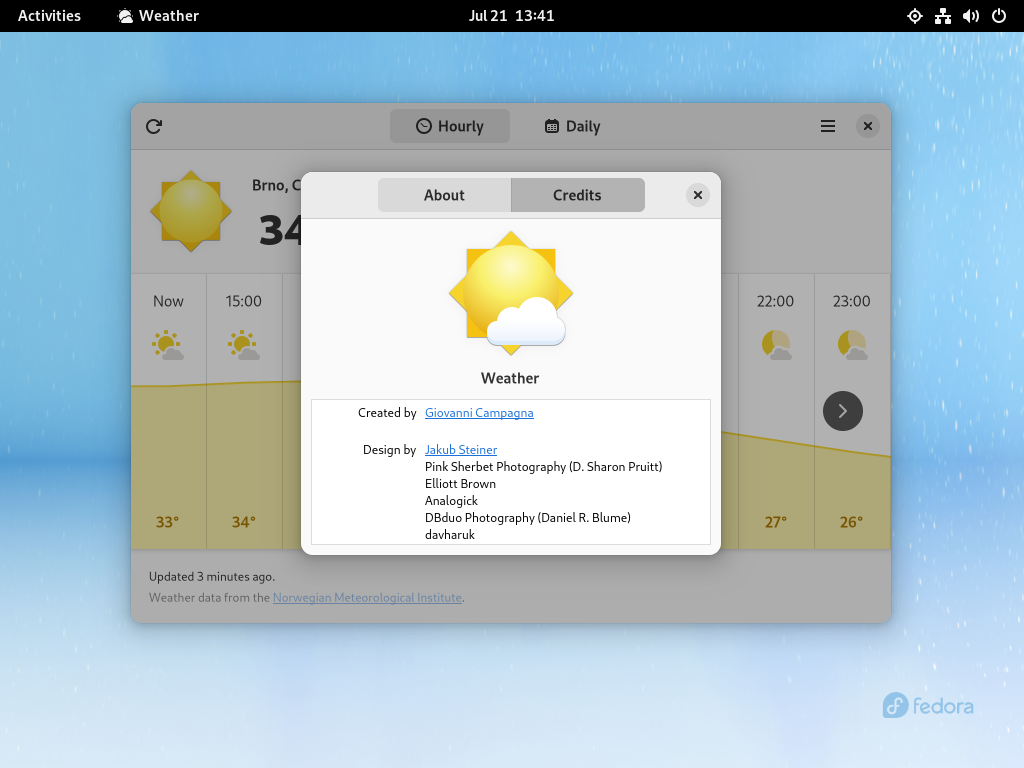 Activities Weather Jul 21 13:41
Hourly Daily
Brno, C
34
About Credits
Weather
Created by Giovanni Campagna
Design by Jakub Steiner
Pink Sherbet Photography (D. Sharon Pruitt)
Elliott Brown
Analogick
DBduo Photography (Daniel R. Blume)
davharuk
Now 15:00 22:00 23:00
33° 34° 27° 26°
Updated 3 minutes ago.
Weather data from the Norwegian Meteorological Institute.
fedora